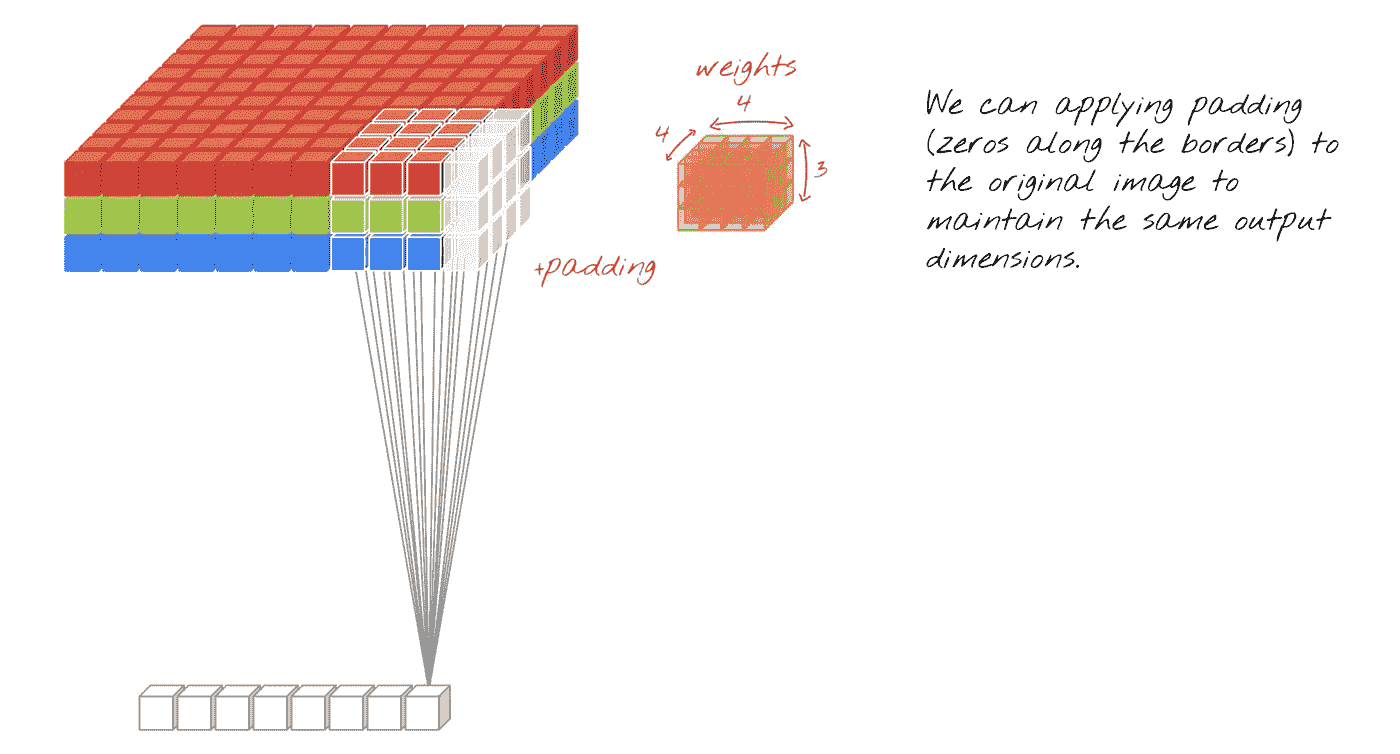 weights
4
4
3
+padding
We can applying padding
(zeros along the borders) to
the original image to
maintain the same output
dimensions.